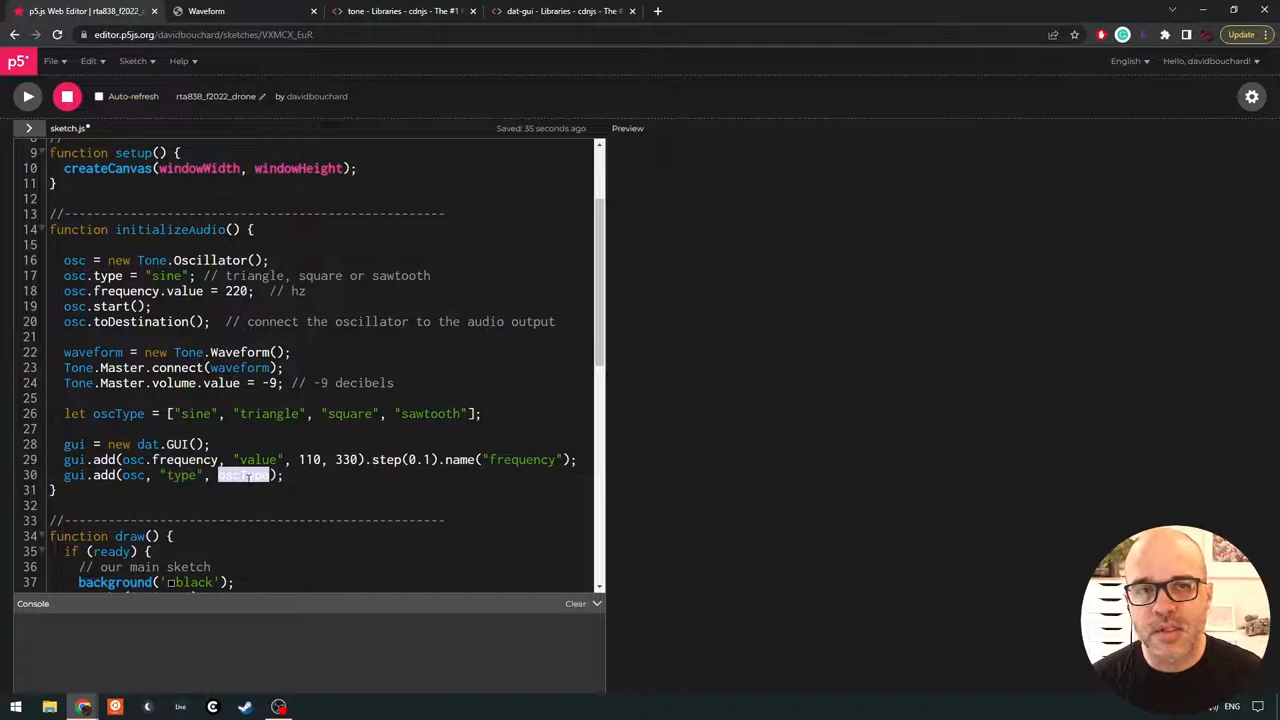 p5.js Web Editor | rta838_f2022_d
Waveform
tone - Libraries - cdnjs - The #1
dat-gui - Libraries - cdnjs - The #
editor.p5js.org/davidbouchard/sketches/VXMCX_EuR
Update
p5* File Edit Sketch Help English Hello, davidbouchard!
Auto-refresh rta838_f2022_drone by davidbouchard
sketch.js Saved: 35 seconds ago Preview
8 //
9 function setup() {
10 createCanvas(windowWidth, windowHeight);
11 }
12
13 //----------------------------------------------------
14 function initializeAudio() {
15
16 osc = new Tone.Oscillator();
17 osc.type = "sine"; // triangle, square or sawtooth
18 osc.frequency.value = 220; // hz
19 osc.start();
20 osc.toDestination(); // connect the oscillator to the audio output
21
22 waveform = new Tone.Waveform();
23 Tone.Master.connect(waveform);
24 Tone.Master.volume.value = -9; // -9 decibels
25
26 let oscType = ["sine", "triangle", "square", "sawtooth"];
27
28 gui = new dat.GUI();
29 gui.add(osc.frequency, "value", 110, 330).step(0.1).name("frequency");
30 gui.add(osc, "type", oscType);
31 }
32
33 //----------------------------------------------------
34 function draw() {
35 if (ready) {
36 // our main sketch
37 background('black');
Console Clear
Live ENG